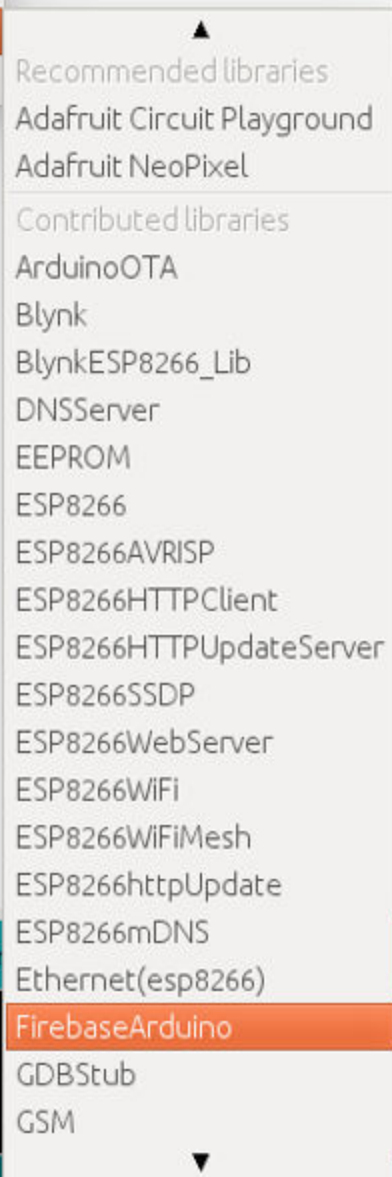 Recommended libraries
Adafruit Circuit Playground
Adafruit NeoPixel
Contributed libraries
ArduinoOTA
Blynk
BlynkESP8266_Lib
DNSServer
EEPROM
ESP8266
ESP8266AVRISP
ESP8266HTTPClient
ESP8266HTTPUpdateServer
ESP8266SSDP
ESP8266WebServer
ESP8266WiFi
ESP8266WiFiMesh
ESP8266httpUpdate
ESP8266mDNS
Ethernet(esp8266)
FirebaseArduino
GDBStub
GSM